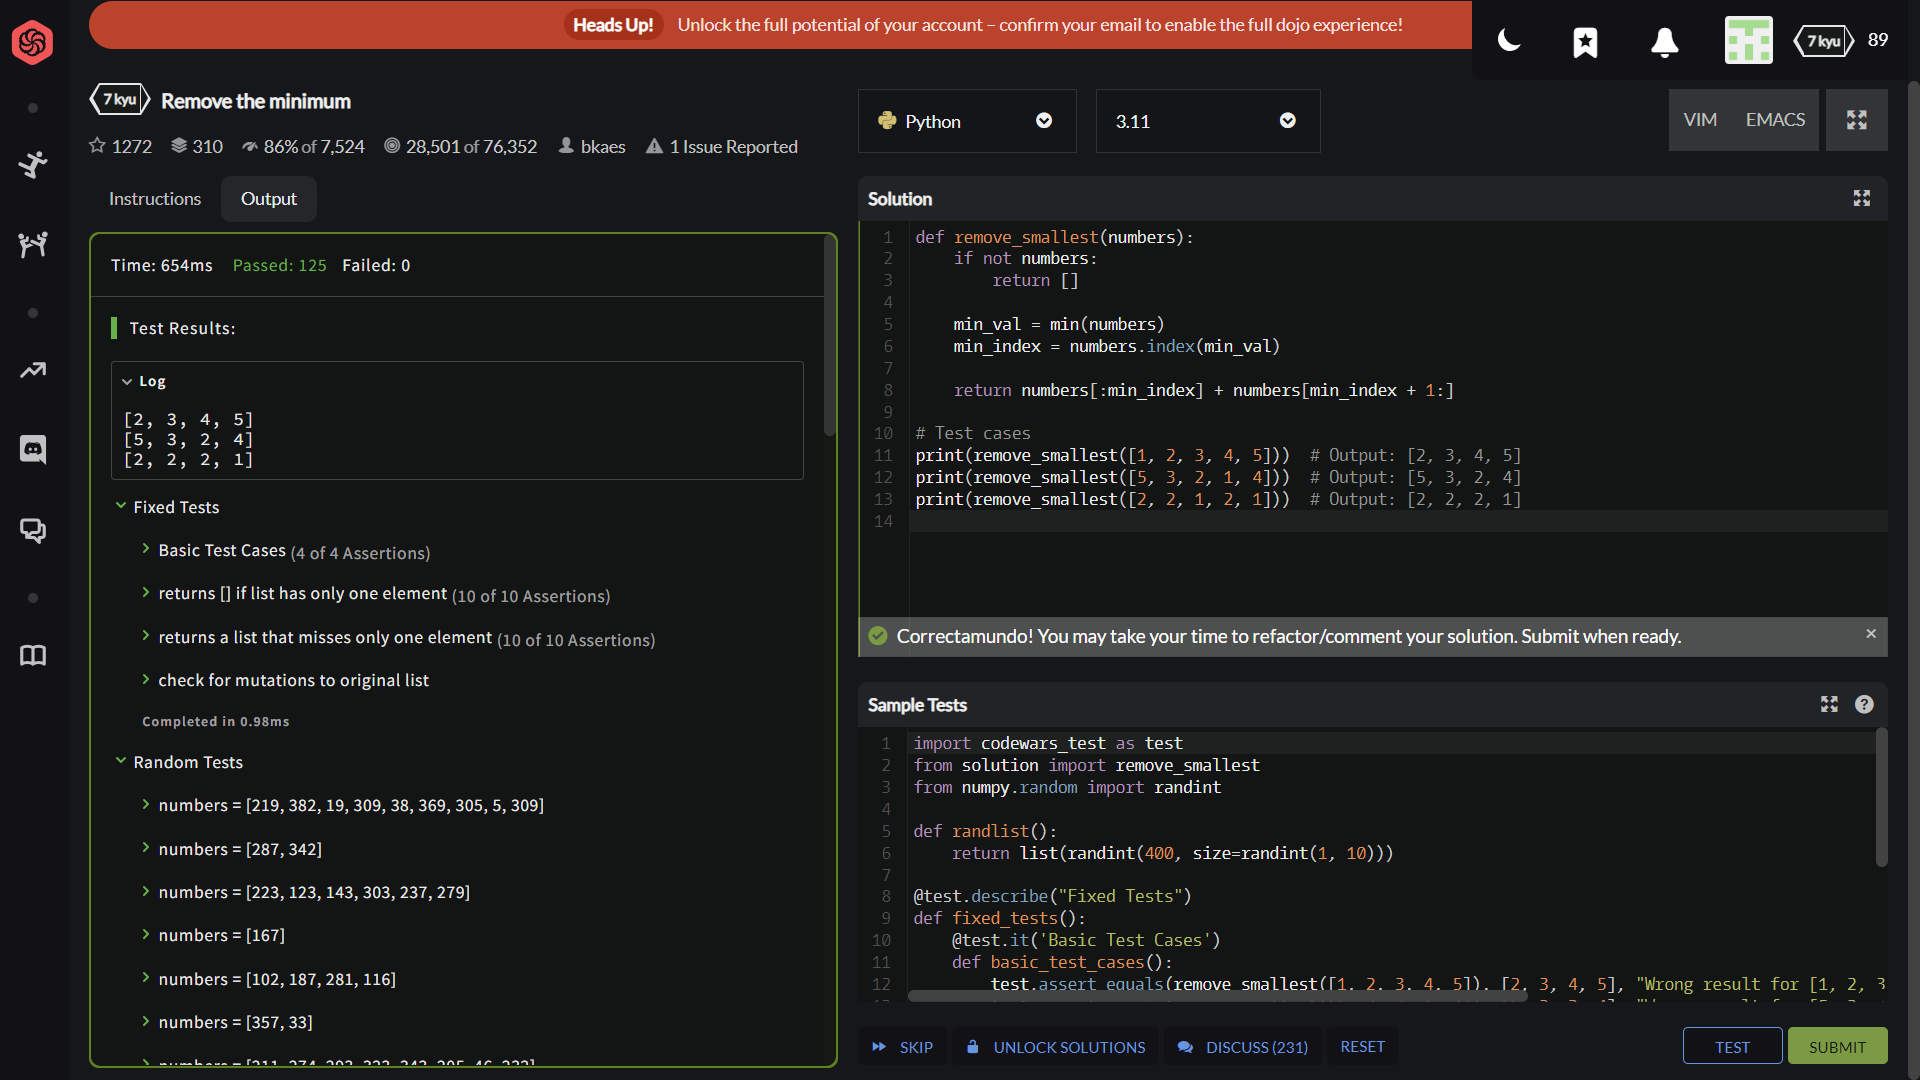 Heads Up! Unlock the full potential of your account – confirm your email to enable the full dojo experience!
7 kyu 89
7 kyu Remove the minimum
1272 310 86% of 7,524 28,501 of 76,352 bkaes 1 Issue Reported
Python
3.11
VIM EMACS
Instructions
Output
Time: 654ms Passed: 125 Failed: 0
Test Results:
Log
[2, 3, 4, 5]
[5, 3, 2, 4]
[2, 2, 2, 1]
Fixed Tests
Basic Test Cases (4 of 4 Assertions)
returns [] if list has only one element (10 of 10 Assertions)
returns a list that misses only one element (10 of 10 Assertions)
check for mutations to original list
Completed in 0.98ms
Random Tests
numbers = [219, 382, 19, 309, 38, 369, 305, 5, 309]
numbers = [287, 342]
numbers = [223, 123, 143, 303, 237, 279]
numbers = [167]
numbers = [102, 187, 281, 116]
numbers = [357, 33]
Solution
1 def remove_smallest(numbers):
2 if not numbers:
3 return []
4
5 min_val = min(numbers)
6 min_index = numbers.index(min_val)
7
8 return numbers[:min_index] + numbers[min_index + 1:]
9
10 # Test cases
11 print(remove_smallest([1, 2, 3, 4, 5])) # Output: [2, 3, 4, 5]
12 print(remove_smallest([5, 3, 2, 1, 4])) # Output: [5, 3, 2, 4]
13 print(remove_smallest([2, 2, 1, 2, 1])) # Output: [2, 2, 2, 1]
14
Correctamundo! You may take your time to refactor/comment your solution. Submit when ready.
Sample Tests
1 import codewars_test as test
2 from solution import remove_smallest
3 from numpy.random import randint
4
5 def randlist():
6 return list(randint(400, size=randint(1, 10)))
7
8 @test.describe("Fixed Tests")
9 def fixed_tests():
10 @test.it('Basic Test Cases')
11 def basic_test_cases():
12 test.assert_equals(remove_smallest([1, 2, 3, 4, 5]), [2, 3, 4, 5], "Wrong result for [1, 2, 3
SKIP
UNLOCK SOLUTIONS
DISCUSS (231)
RESET
TEST
SUBMIT